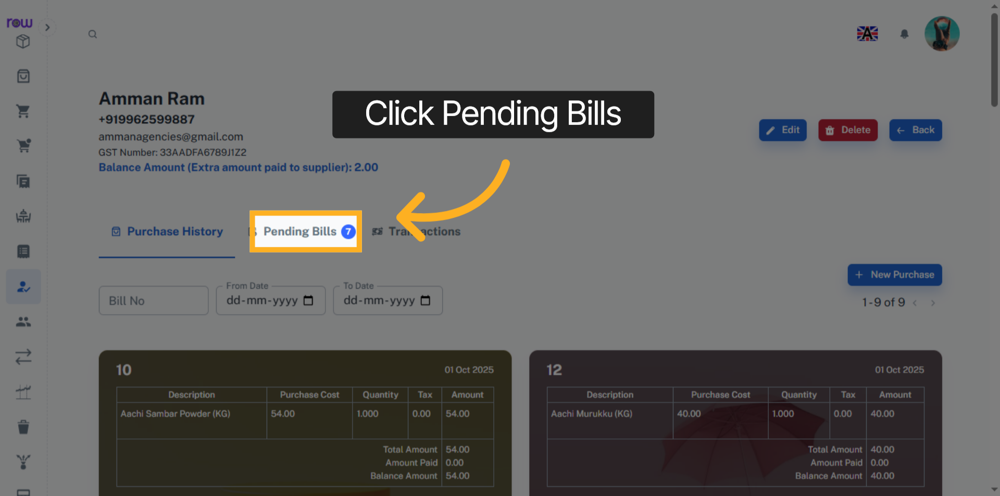 row
A
Amman Ram
+919962599887
ammanagencies@gmail.com
GST Number: 33AADFA6789J1Z2
Balance Amount (Extra amount paid to supplier): 2.00
Click Pending Bills
Edit
Delete
Back
Purchase History
Pending Bills 7
Transactions
New Purchase
Bill No
From Date
dd-mm-yyyy
To Date
dd-mm-yyyy
1-9 of 9
10
01 Oct 2025
Description Purchase Cost Quantity Tax Amount
Aachi Sambar Powder (KG) 54.00 1.000 0.00 54.00
Total Amount 54.00
Amount Paid 0.00
Balance Amount 54.00
12
01 Oct 2025
Description Purchase Cost Quantity Tax Amount
Aachi Murukku (KG) 40.00 1.000 0.00 40.00
Total Amount 40.00
Amount Paid 0.00
Balance Amount 40.00